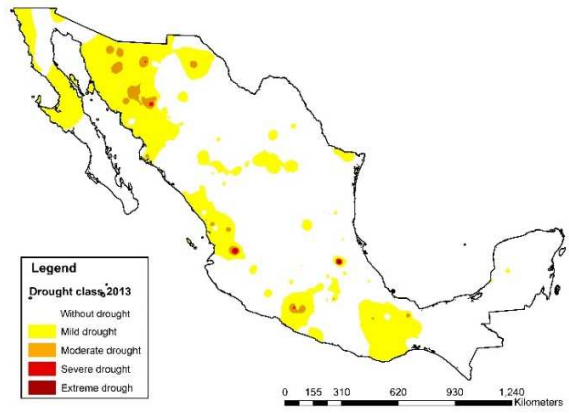 Legend
Drought class,2013
Without drought
Mild drought
Moderate drought
Severe drought
Extreme drough
0 155 310 620 930 1,240
Kilometers